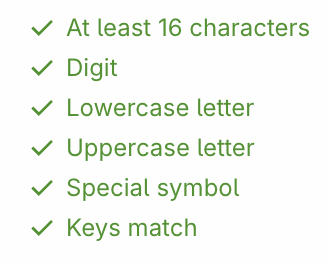 At least 16 characters
Digit
Lowercase letter
Uppercase letter
Special symbol
Keys match